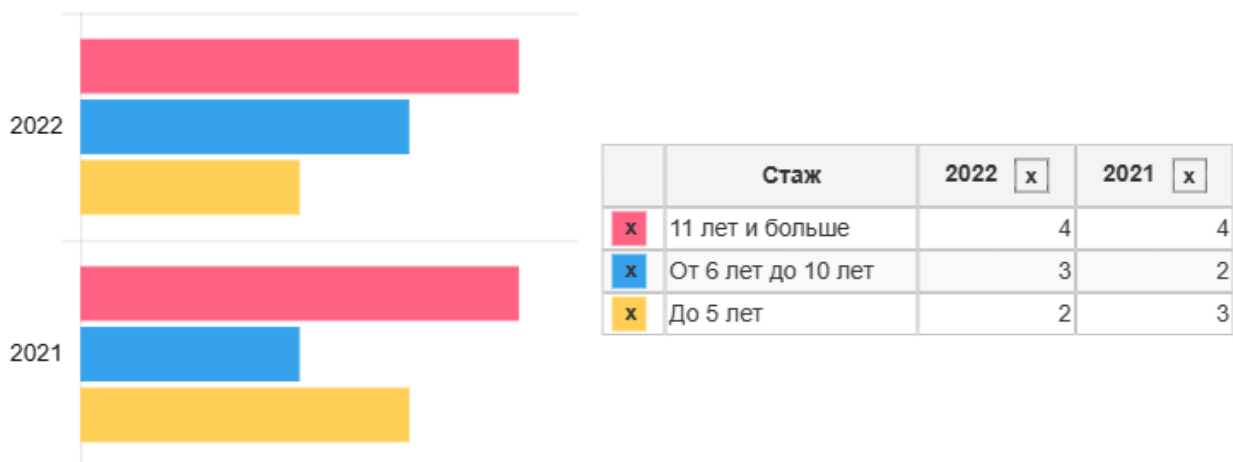 2022
2021
Стаж 2022 x 2021 x
x 11 лет и больше 4 4
x От 6 лет до 10 лет 3 2
x До 5 лет 2 3